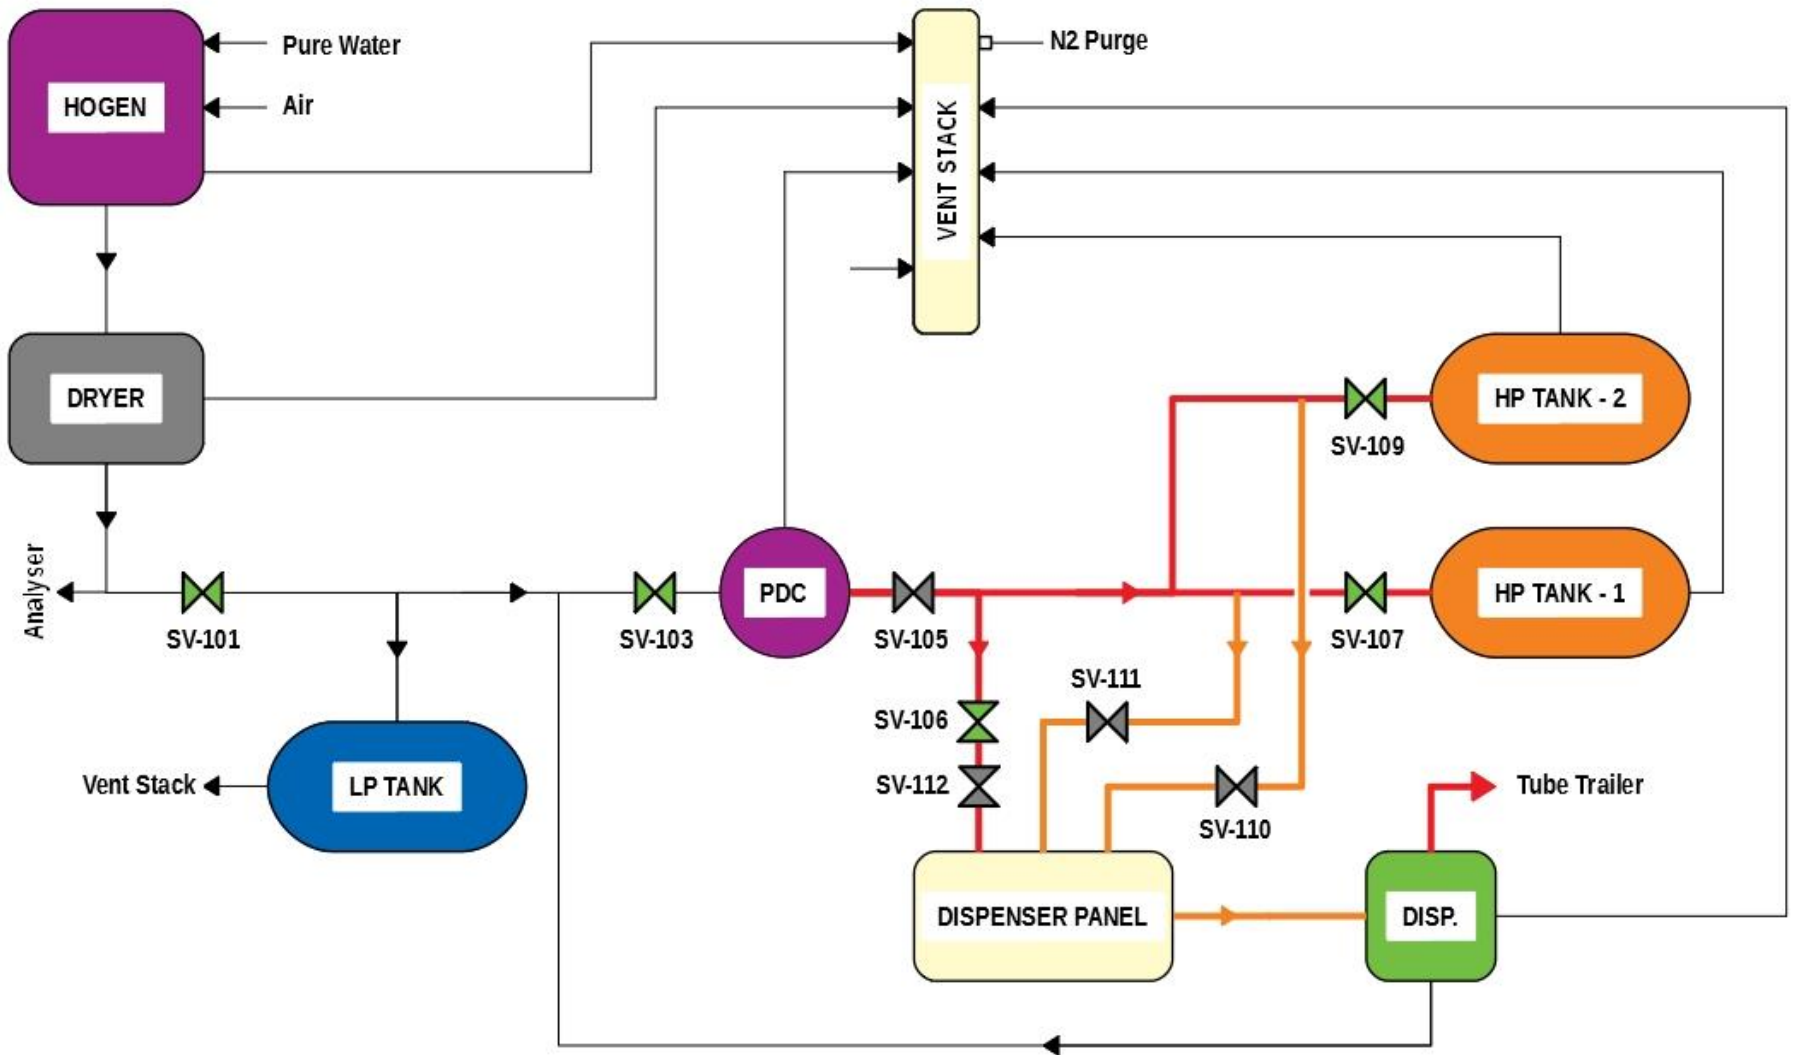 Pure Water
N2 Purge
HOGEN
Air
VENT STACK
DRYER
HP TANK - 2
SV-109
Analyser
PDC
HP TANK - 1
SV-101
SV-103
SV-105
SV-107
SV-111
SV-106
Vent Stack
LP TANK
SV-112
Tube Trailer
SV-110
DISPENSER PANEL
DISP.